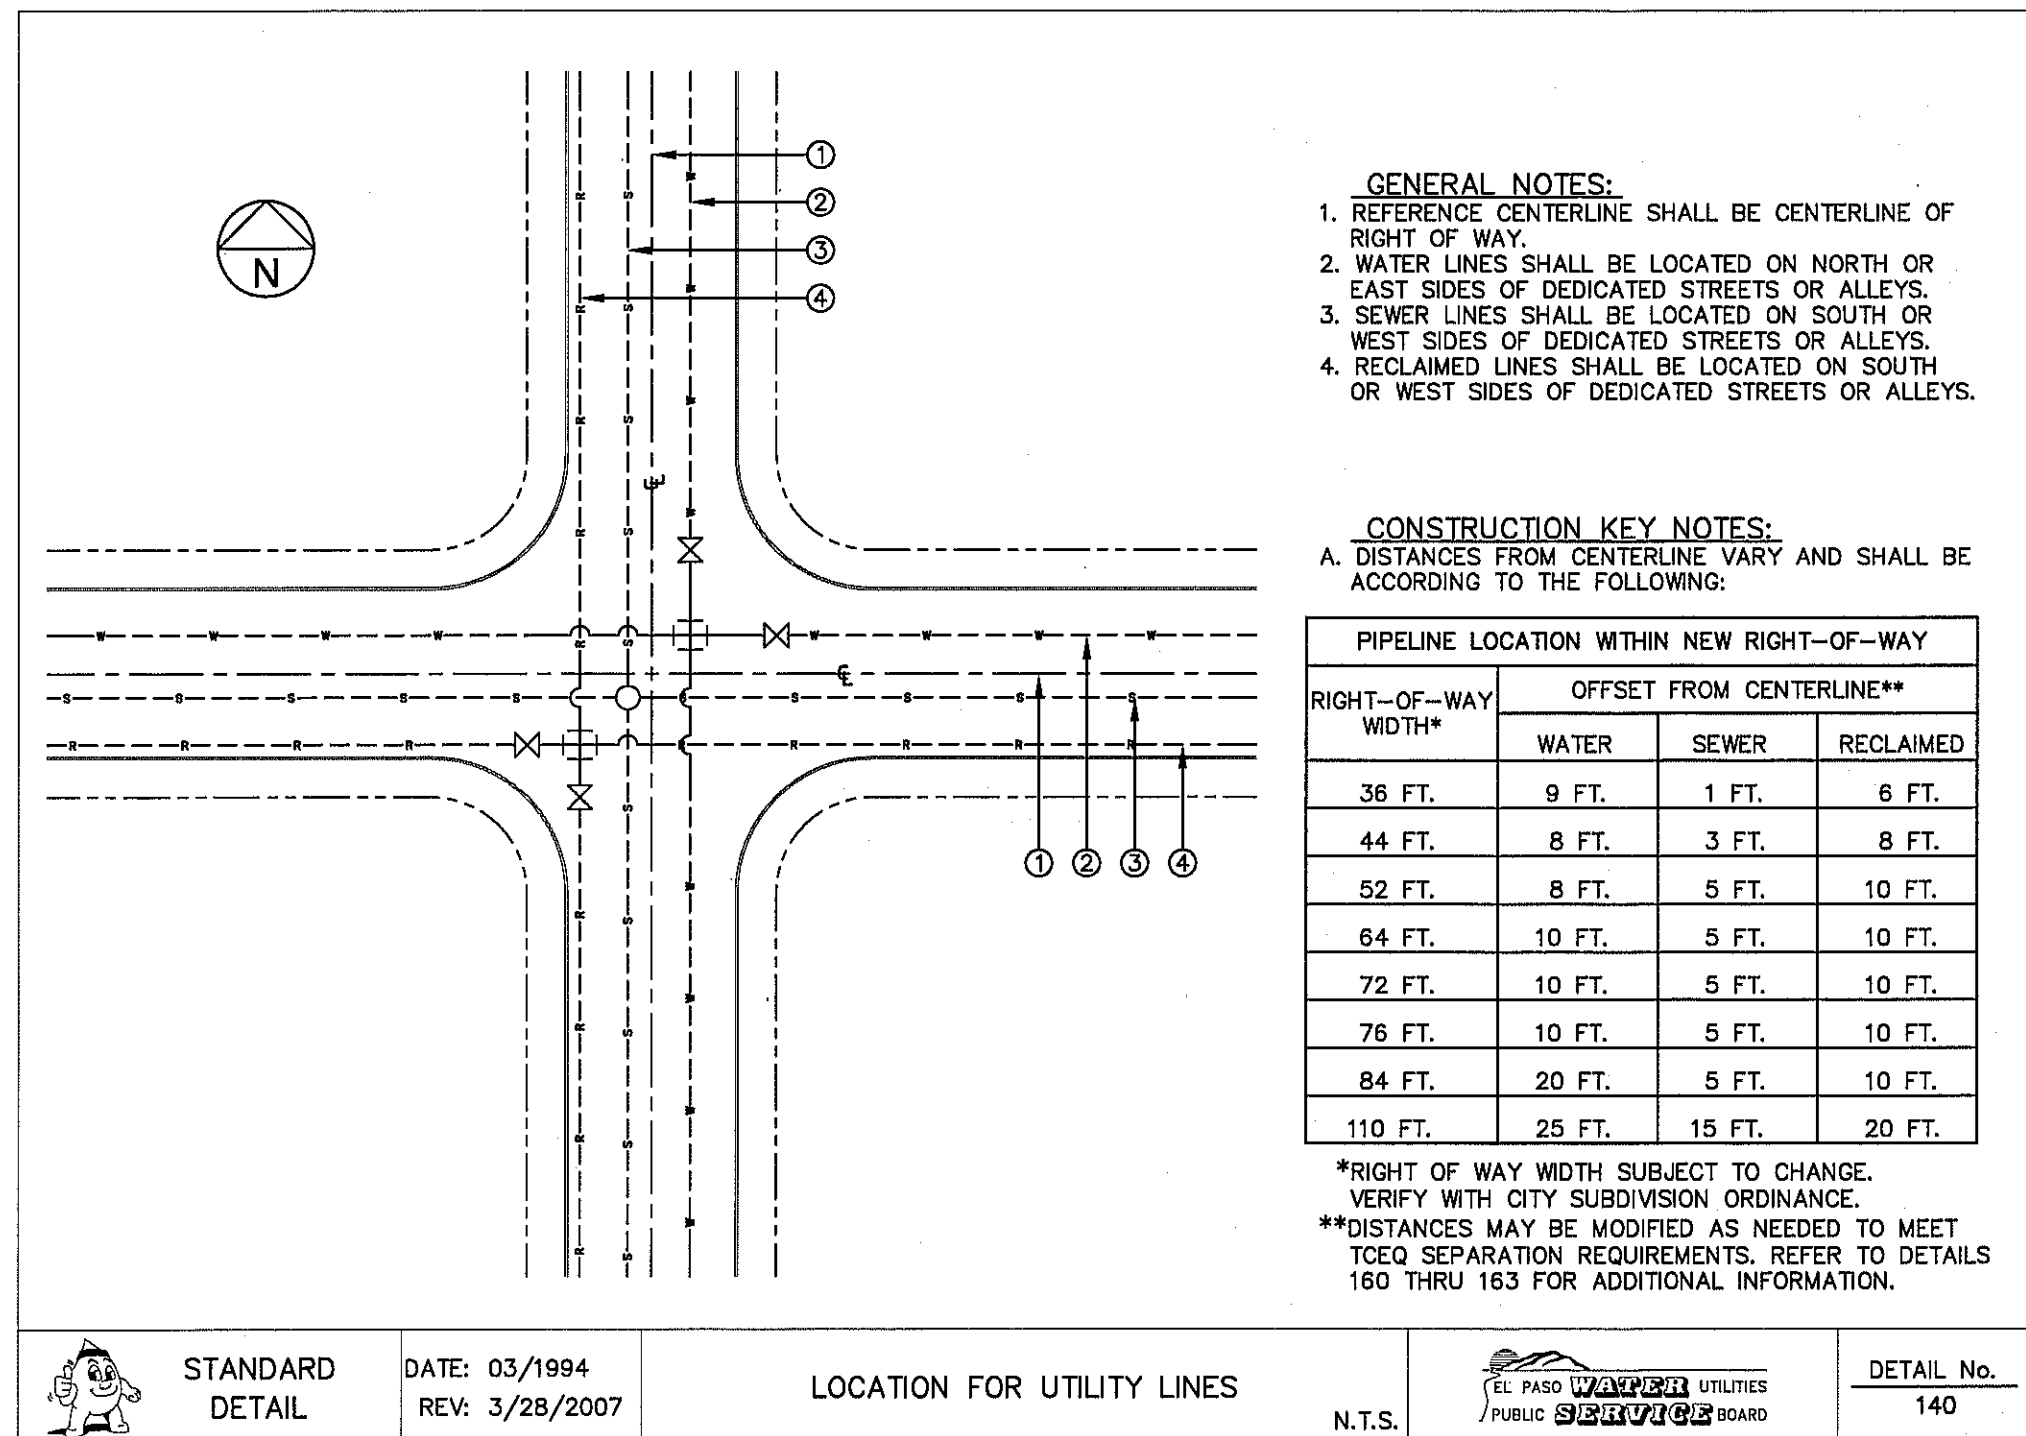 1
2
3
4
N
R
S
W
CL
1 2 3 4
GENERAL NOTES:
1. REFERENCE CENTERLINE SHALL BE CENTERLINE OF
RIGHT OF WAY.
2. WATER LINES SHALL BE LOCATED ON NORTH OR
EAST SIDES OF DEDICATED STREETS OR ALLEYS.
3. SEWER LINES SHALL BE LOCATED ON SOUTH OR
WEST SIDES OF DEDICATED STREETS OR ALLEYS.
4. RECLAIMED LINES SHALL BE LOCATED ON SOUTH
OR WEST SIDES OF DEDICATED STREETS OR ALLEYS.
CONSTRUCTION KEY NOTES:
A. DISTANCES FROM CENTERLINE VARY AND SHALL BE
ACCORDING TO THE FOLLOWING:
PIPELINE LOCATION WITHIN NEW RIGHT-OF-WAY
RIGHT-OF-WAY WIDTH* OFFSET FROM CENTERLINE**
WATER SEWER RECLAIMED
36 FT. 9 FT. 1 FT. 6 FT.
44 FT. 8 FT. 3 FT. 8 FT.
52 FT. 8 FT. 5 FT. 10 FT.
64 FT. 10 FT. 5 FT. 10 FT.
72 FT. 10 FT. 5 FT. 10 FT.
76 FT. 10 FT. 5 FT. 10 FT.
84 FT. 20 FT. 5 FT. 10 FT.
110 FT. 25 FT. 15 FT. 20 FT.
*RIGHT OF WAY WIDTH SUBJECT TO CHANGE.
VERIFY WITH CITY SUBDIVISION ORDINANCE.
**DISTANCES MAY BE MODIFIED AS NEEDED TO MEET
TCEQ SEPARATION REQUIREMENTS. REFER TO DETAILS
160 THRU 163 FOR ADDITIONAL INFORMATION.
STANDARD
DETAIL
DATE: 03/1994
REV: 3/28/2007
LOCATION FOR UTILITY LINES
N.T.S.
EL PASO WATER UTILITIES
PUBLIC SERVICE BOARD
DETAIL No.
140